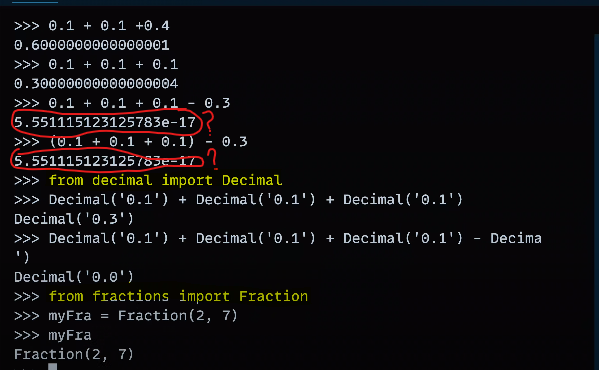 >>> 0.1 + 0.1 +0.4
0.6000000000000001
>>> 0.1 + 0.1 + 0.1
0.30000000000000004
>>> 0.1 + 0.1 + 0.1 - 0.3
5.551115123125783e-17 ?
>>> (0.1 + 0.1 + 0.1) - 0.3
5.551115123125783e-17 ?
>>> from decimal import Decimal
>>> Decimal('0.1') + Decimal('0.1') + Decimal('0.1')
Decimal('0.3')
>>> Decimal('0.1') + Decimal('0.1') + Decimal('0.1') - Decima
')
Decimal('0.0')
>>> from fractions import Fraction
>>> myFra = Fraction(2, 7)
>>> myFra
Fraction(2, 7)